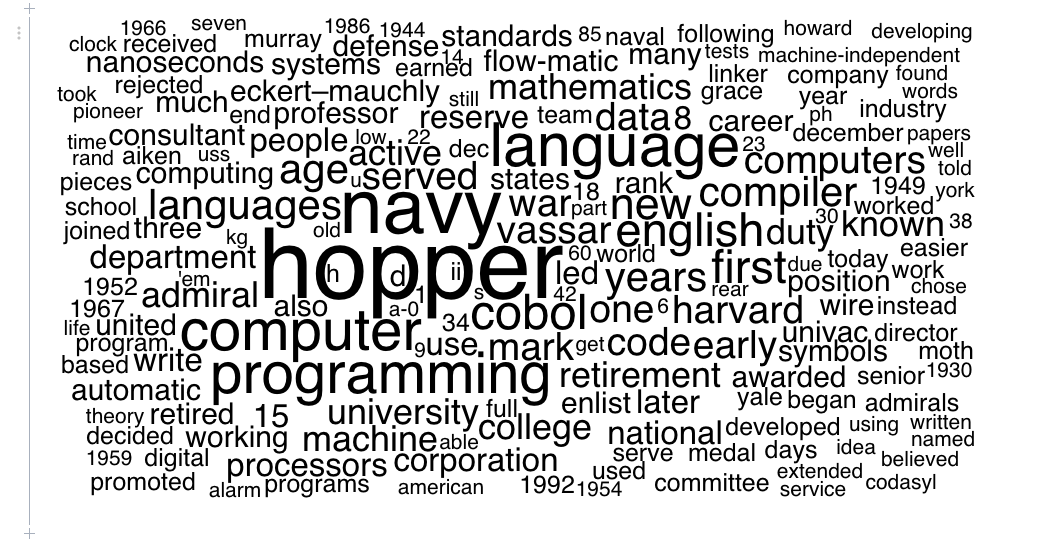 1966 seven 1986 1944 standards 85 naval following howard developing
clock received murray defense 14 flow-matic many tests machine-independent
nanoseconds systems earned mathematics linker company found
took rejected eckert–mauchly still grace year words
pioneer much end professor reserve team data 8 career ph industry
time consultant people low 22 dec language 23 december papers
rand aiken uss active computers well
pieces computing age u served states 18 rank compiler 1949 told york
school languages navy war part new worked
joined three kg old vassar english duty 30 known 38
department hopper 60 world first due today easier
1952 'em h d ii led years rear position work chose
1967 admiral also a-0 1 s 42 one 6 harvard wire instead
life united computer 34 cobol univac director
program. 9 use .mark get code early symbols moth
based write programming retirement awarded senior 1930
automatic enlist later yale began admirals
theory retired 15 university full
decided working machine able college national developed using written
1959 digital processors corporation serve medal days idea named
promoted alarm programs american 1992 1954 used committee extended believed
service codasyl